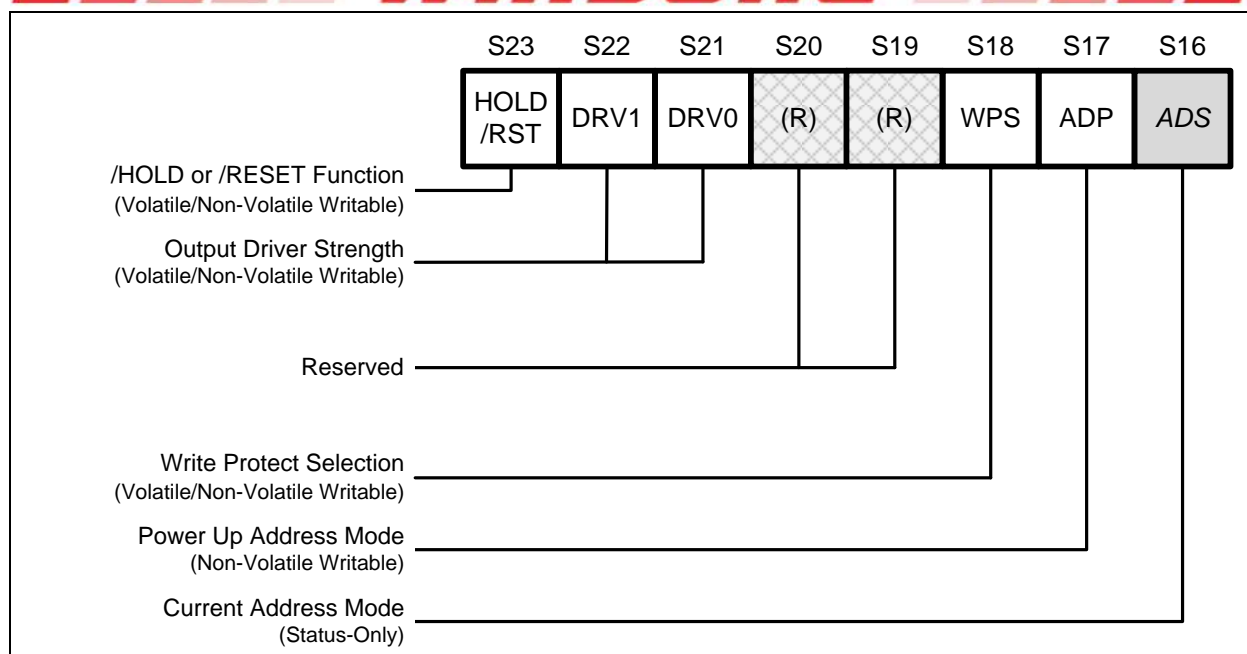 S23 S22 S21 S20 S19 S18 S17 S16
HOLD
/RST
DRV1 DRV0 (R) (R) WPS ADP ADS
/HOLD or /RESET Function
(Volatile/Non-Volatile Writable)
Output Driver Strength
(Volatile/Non-Volatile Writable)
Reserved
Write Protect Selection
(Volatile/Non-Volatile Writable)
Power Up Address Mode
(Non-Volatile Writable)
Current Address Mode
(Status-Only)